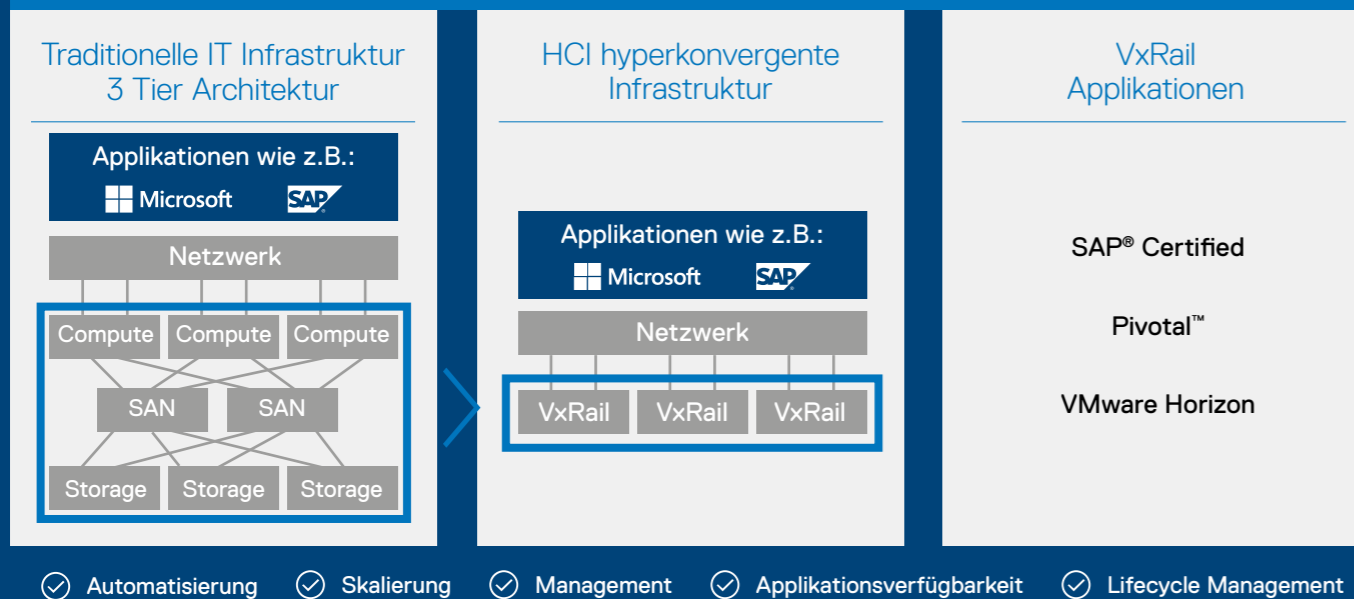 Traditionelle IT Infrastruktur
3 Tier Architektur
Applikationen wie z.B.:
Microsoft SAP
Netzwerk
Compute Compute Compute
SAN SAN
Storage Storage Storage
HCI hyperkonvergente
Infrastruktur
Applikationen wie z.B.:
Microsoft SAP
Netzwerk
VxRail VxRail VxRail
VxRail
Applikationen
SAP® Certified
Pivotal™
VMware Horizon
Automatisierung Skalierung Management Applikationsverfügbarkeit Lifecycle Management